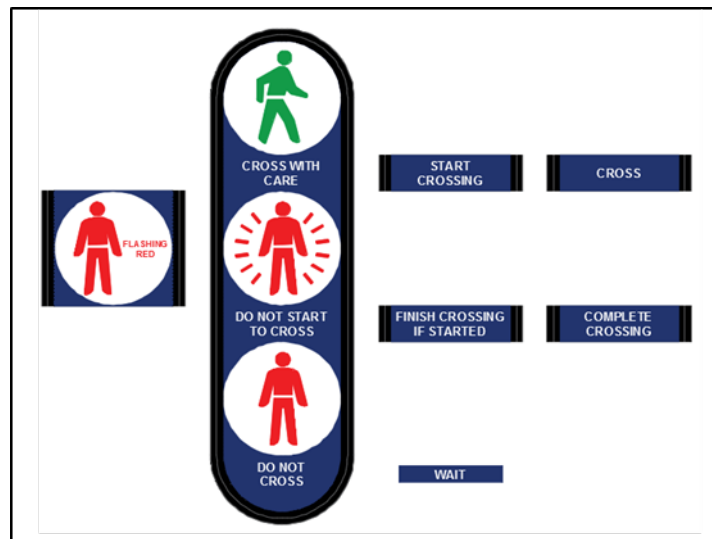 CROSS WITH
CARE
START
CROSSING
CROSS
FLASHING
RED
DO NOT START
TO CROSS
FINISH CROSSING
IF STARTED
COMPLETE
CROSSING
DO NOT
CROSS
WAIT